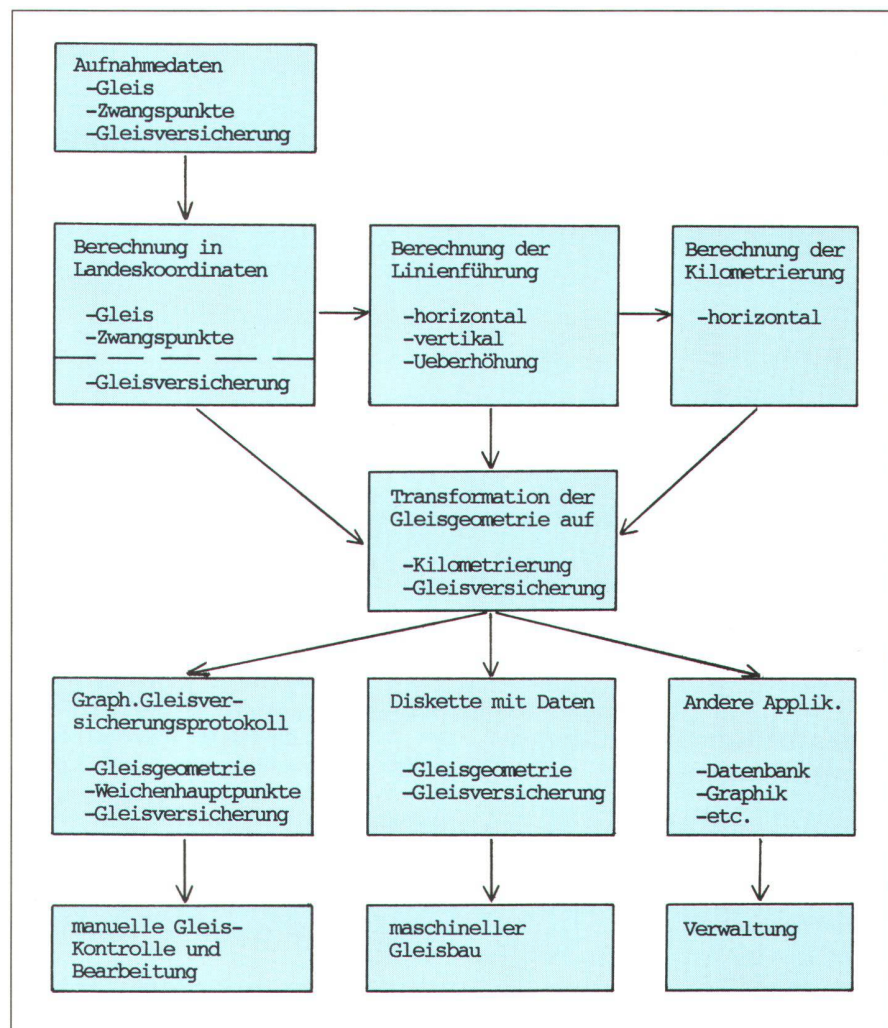 Aufnahmedaten
-Gleis
-Zwangspunkte
-Gleisversicherung
Berechnung in
Landeskoordinaten
-Gleis
-Zwangspunkte
-Gleisversicherung
Berechnung der
Linienführung
-horizontal
-vertikal
-Ueberhöhung
Berechnung der
Kilometrierung
-horizontal
Transformation der
Gleisgeometrie auf
-Kilometrierung
-Gleisversicherung
Graph.Gleisver-
sicherungsprotokoll
-Gleisgeometrie
-Weichenhauptpunkte
-Gleisversicherung
Diskette mit Daten
-Gleisgeometrie
-Gleisversicherung
Andere Applik.
-Datenbank
-Graphik
-etc.
manuelle Gleis-
Kontrolle und
Bearbeitung
maschineller
Gleisbau
Verwaltung